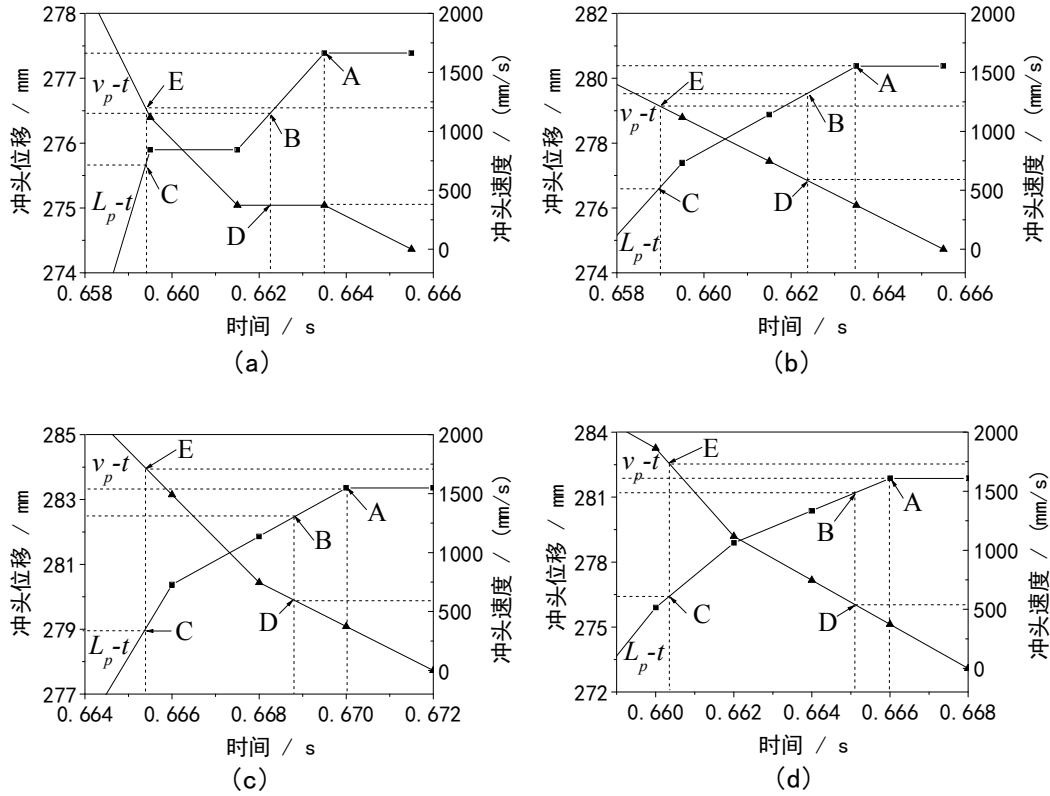 278
277
276
275
274
冲头位移 / mm
2000
1500
1000
500
0
冲头速度 / (mm/s)
v_p-t
L_p-t
E
A
B
C
D
0.658 0.660 0.662 0.664 0.666
时间 / s
(a)
282
280
278
276
274
冲头位移 / mm
2000
1500
1000
500
0
冲头速度 / (mm/s)
v_p-t
L_p-t
E
A
B
C
D
0.658 0.660 0.662 0.664 0.666
时间 / s
(b)
285
283
281
279
277
冲头位移 / mm
2000
1500
1000
500
0
冲头速度 / (mm/s)
v_p-t
L_p-t
E
A
B
C
D
0.664 0.666 0.668 0.670 0.672
时间 / s
(c)
284
281
278
275
272
冲头位移 / mm
2000
1500
1000
500
0
冲头速度 / (mm/s)
v_p-t
L_p-t
E
A
B
C
D
0.660 0.662 0.664 0.666 0.668
时间 / s
(d)